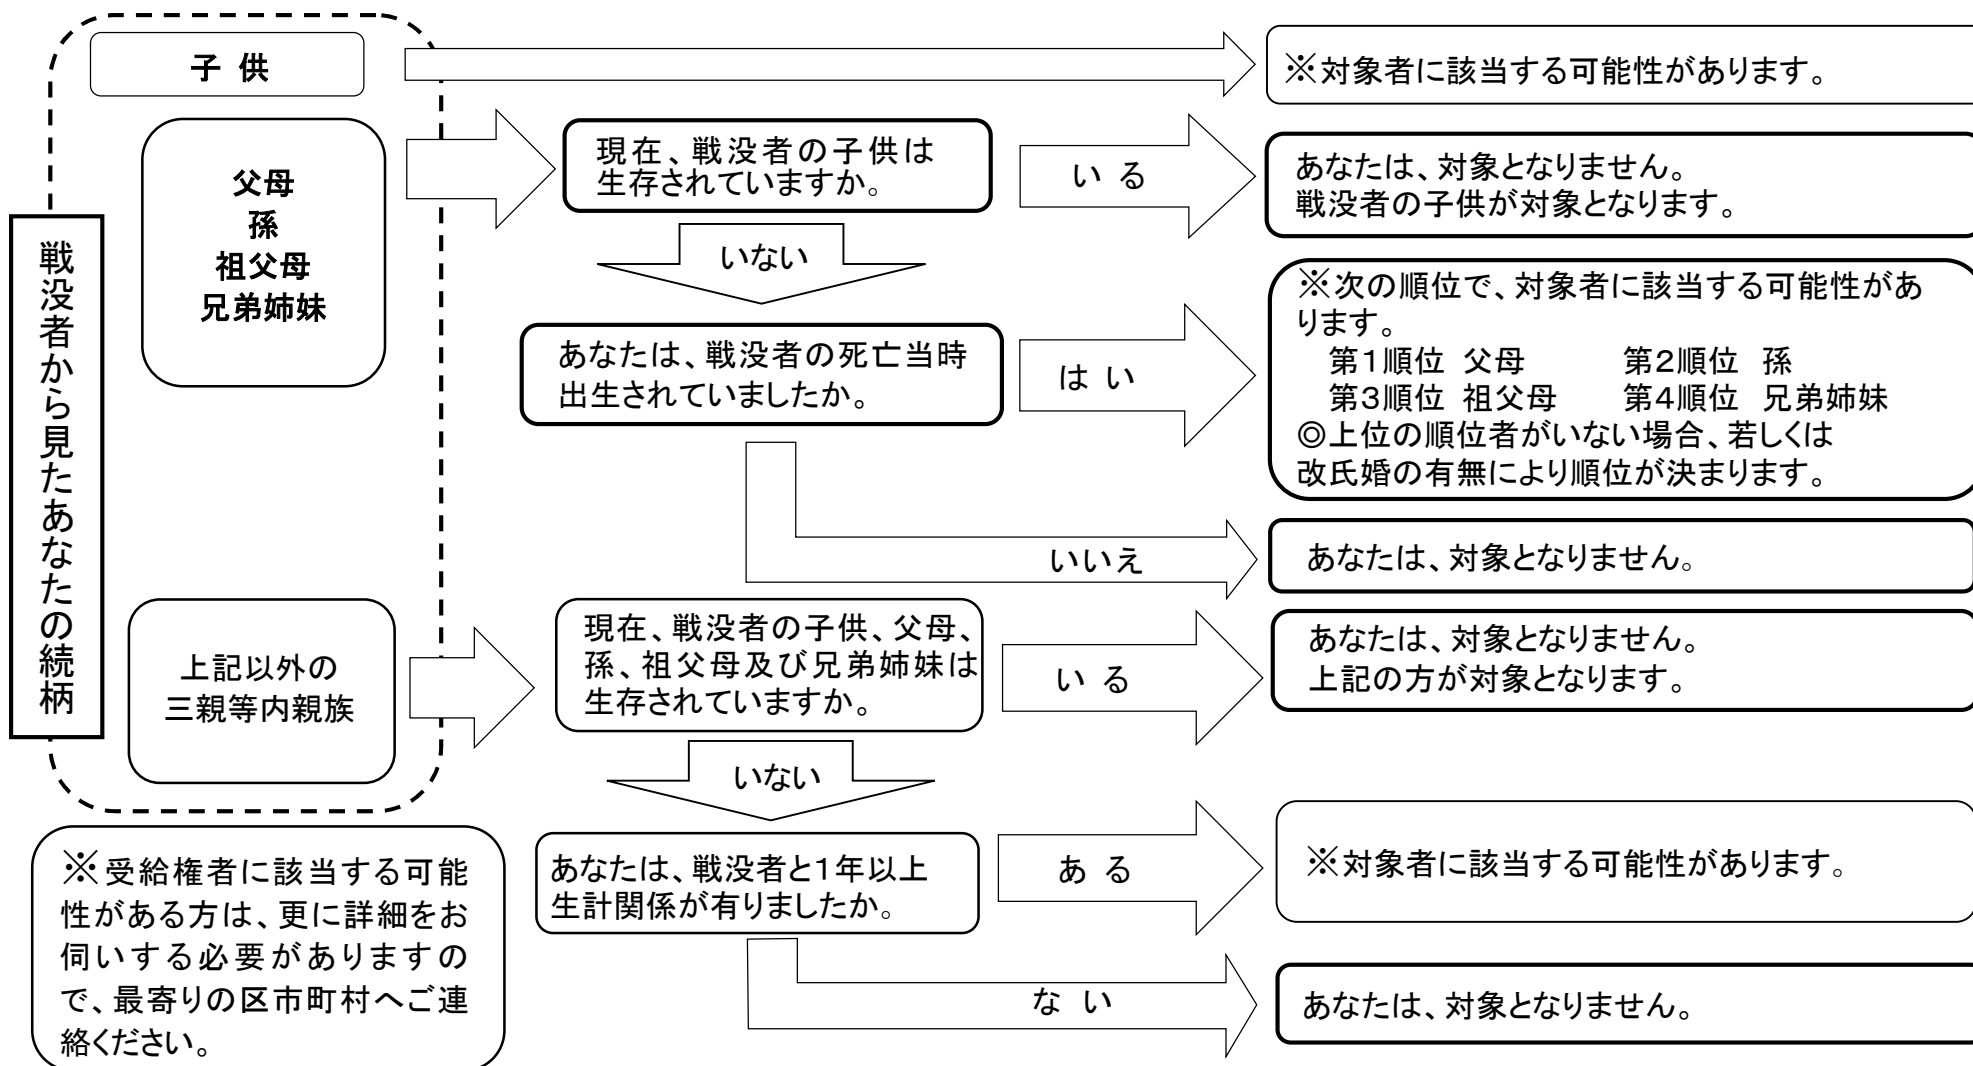 戦没者から見たあなたの続柄
子 供
※対象者に該当する可能性があります。
父母
孫
祖父母
兄弟姉妹
現在、戦没者の子供は
生存されていますか。
い る
あなたは、対象となりません。
戦没者の子供が対象となります。
いない
あなたは、戦没者の死亡当時
出生されていましたか。
は い
※次の順位で、対象者に該当する可能性があ
ります。
第1順位 父母 第2順位 孫
第3順位 祖父母 第4順位 兄弟姉妹
◎上位の順位者がいない場合、若しくは
改氏婚の有無により順位が決まります。
いいえ
あなたは、対象となりません。
上記以外の
三親等内親族
現在、戦没者の子供、父母、
孫、祖父母及び兄弟姉妹は
生存されていますか。
い る
あなたは、対象となりません。
上記の方が対象となります。
いない
あなたは、戦没者と1年以上
生計関係が有りましたか。
あ る
※対象者に該当する可能性があります。
な い
あなたは、対象となりません。
※受給権者に該当する可能
性がある方は、更に詳細をお
伺いする必要がありますの
で、最寄りの区市町村へご連
絡ください。